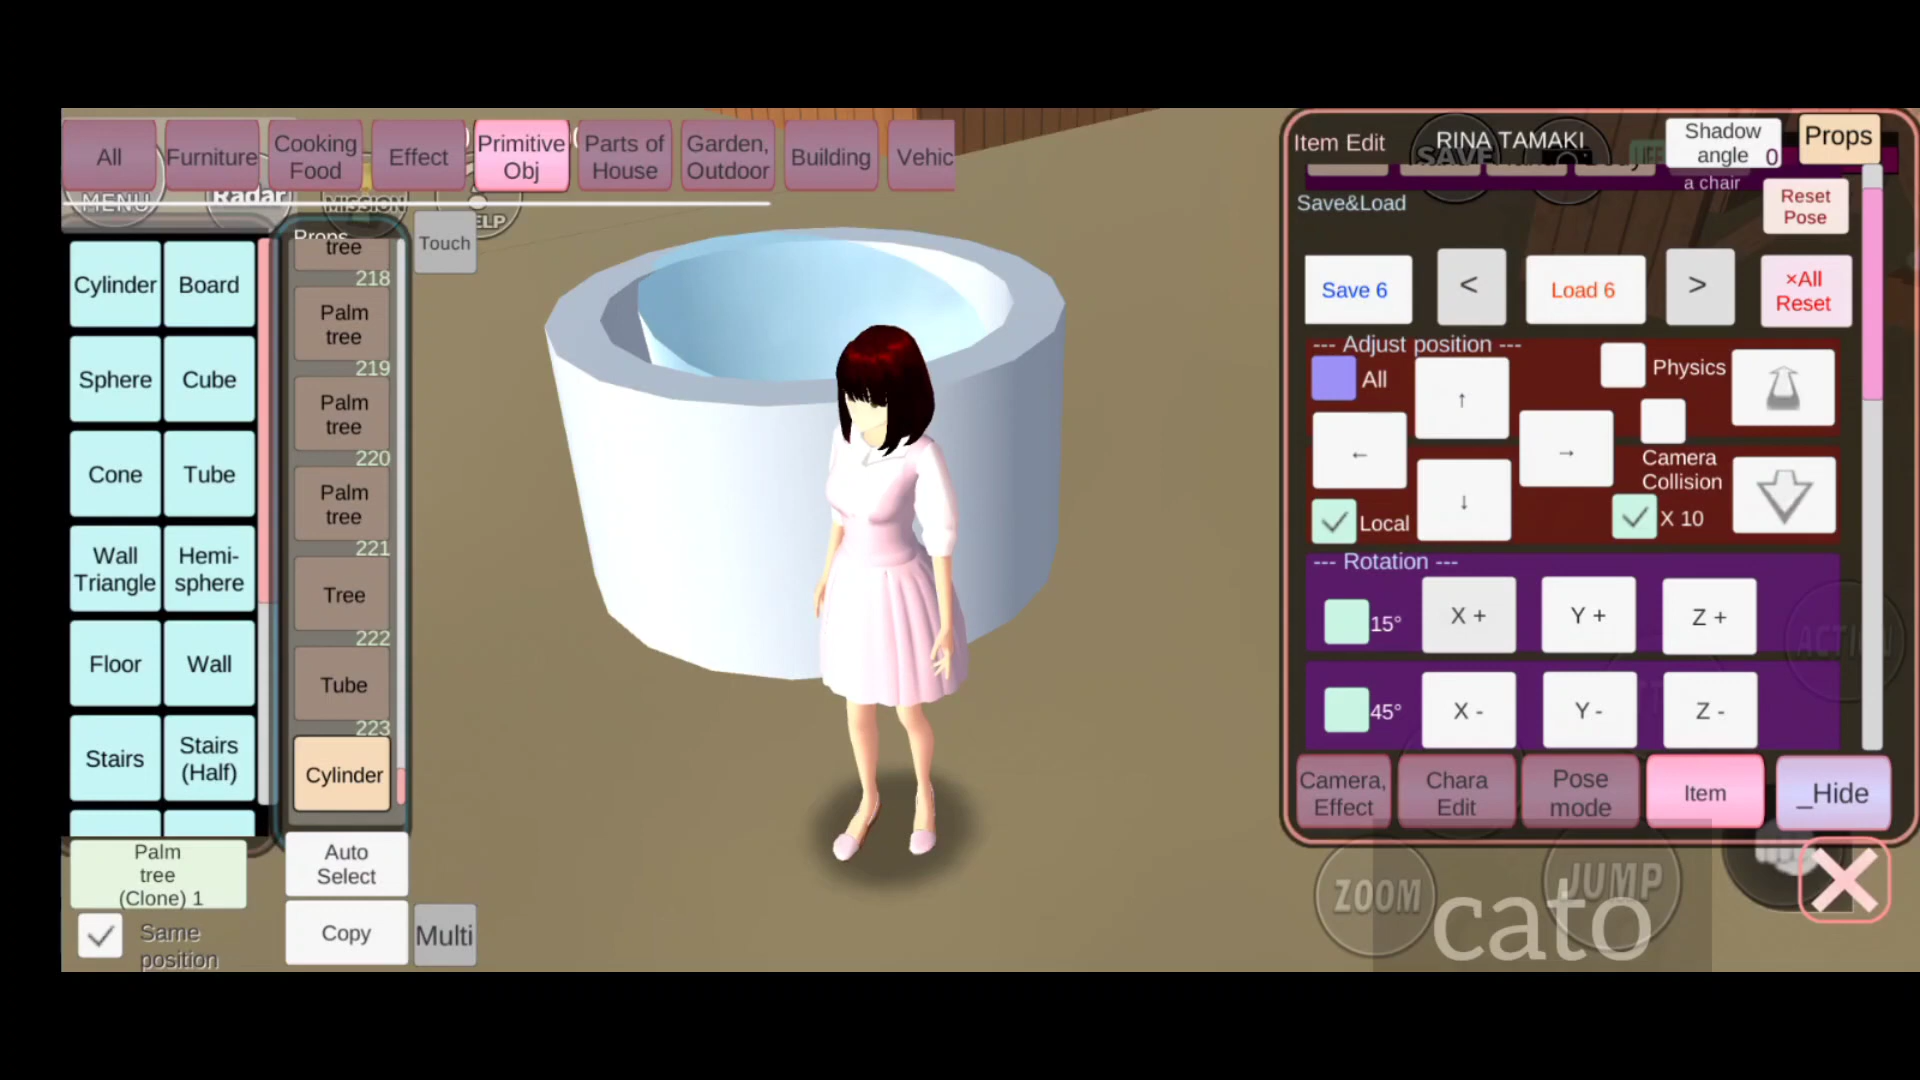 All
Furniture
Cooking
Food
Effect
Primitive
Obj
Parts of
House
Garden,
Outdoor
Building
Vehic
MENU
Radar
MISSION
ELP
Props
Touch
Cylinder
Board
Sphere
Cube
Cone
Tube
Wall
Triangle
Hemi-
sphere
Floor
Wall
Stairs
Stairs
(Half)
tree
218
Palm
tree
219
Palm
tree
220
Palm
tree
221
Tree
222
Tube
223
Cylinder
Palm
tree
(Clone) 1
Same
position
Auto
Select
Copy
Multi
Item Edit
RINA TAMAKI
SAVE
Shadow
angle 0
Props
a chair
Save&Load
Reset
Pose
Save 6
<
Load 6
>
×All
Reset
--- Adjust position ---
All
↑
Physics
←
→
Camera
Collision
Local
↓
X 10
--- Rotation ---
15°
X +
Y +
Z +
45°
X -
Y -
Z -
ACTION
Camera,
Effect
Chara
Edit
Pose
mode
Item
_Hide
ZOOM
JUMP
cato